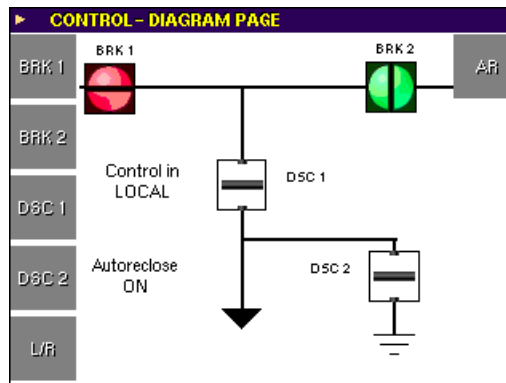 CONTROL - DIAGRAM PAGE
BRK 1
BRK 1
BRK 2
AR
BRK 2
Control in
LOCAL
DSC 1
DSC 1
Autoreclose
ON
DSC 2
DSC 2
L/R